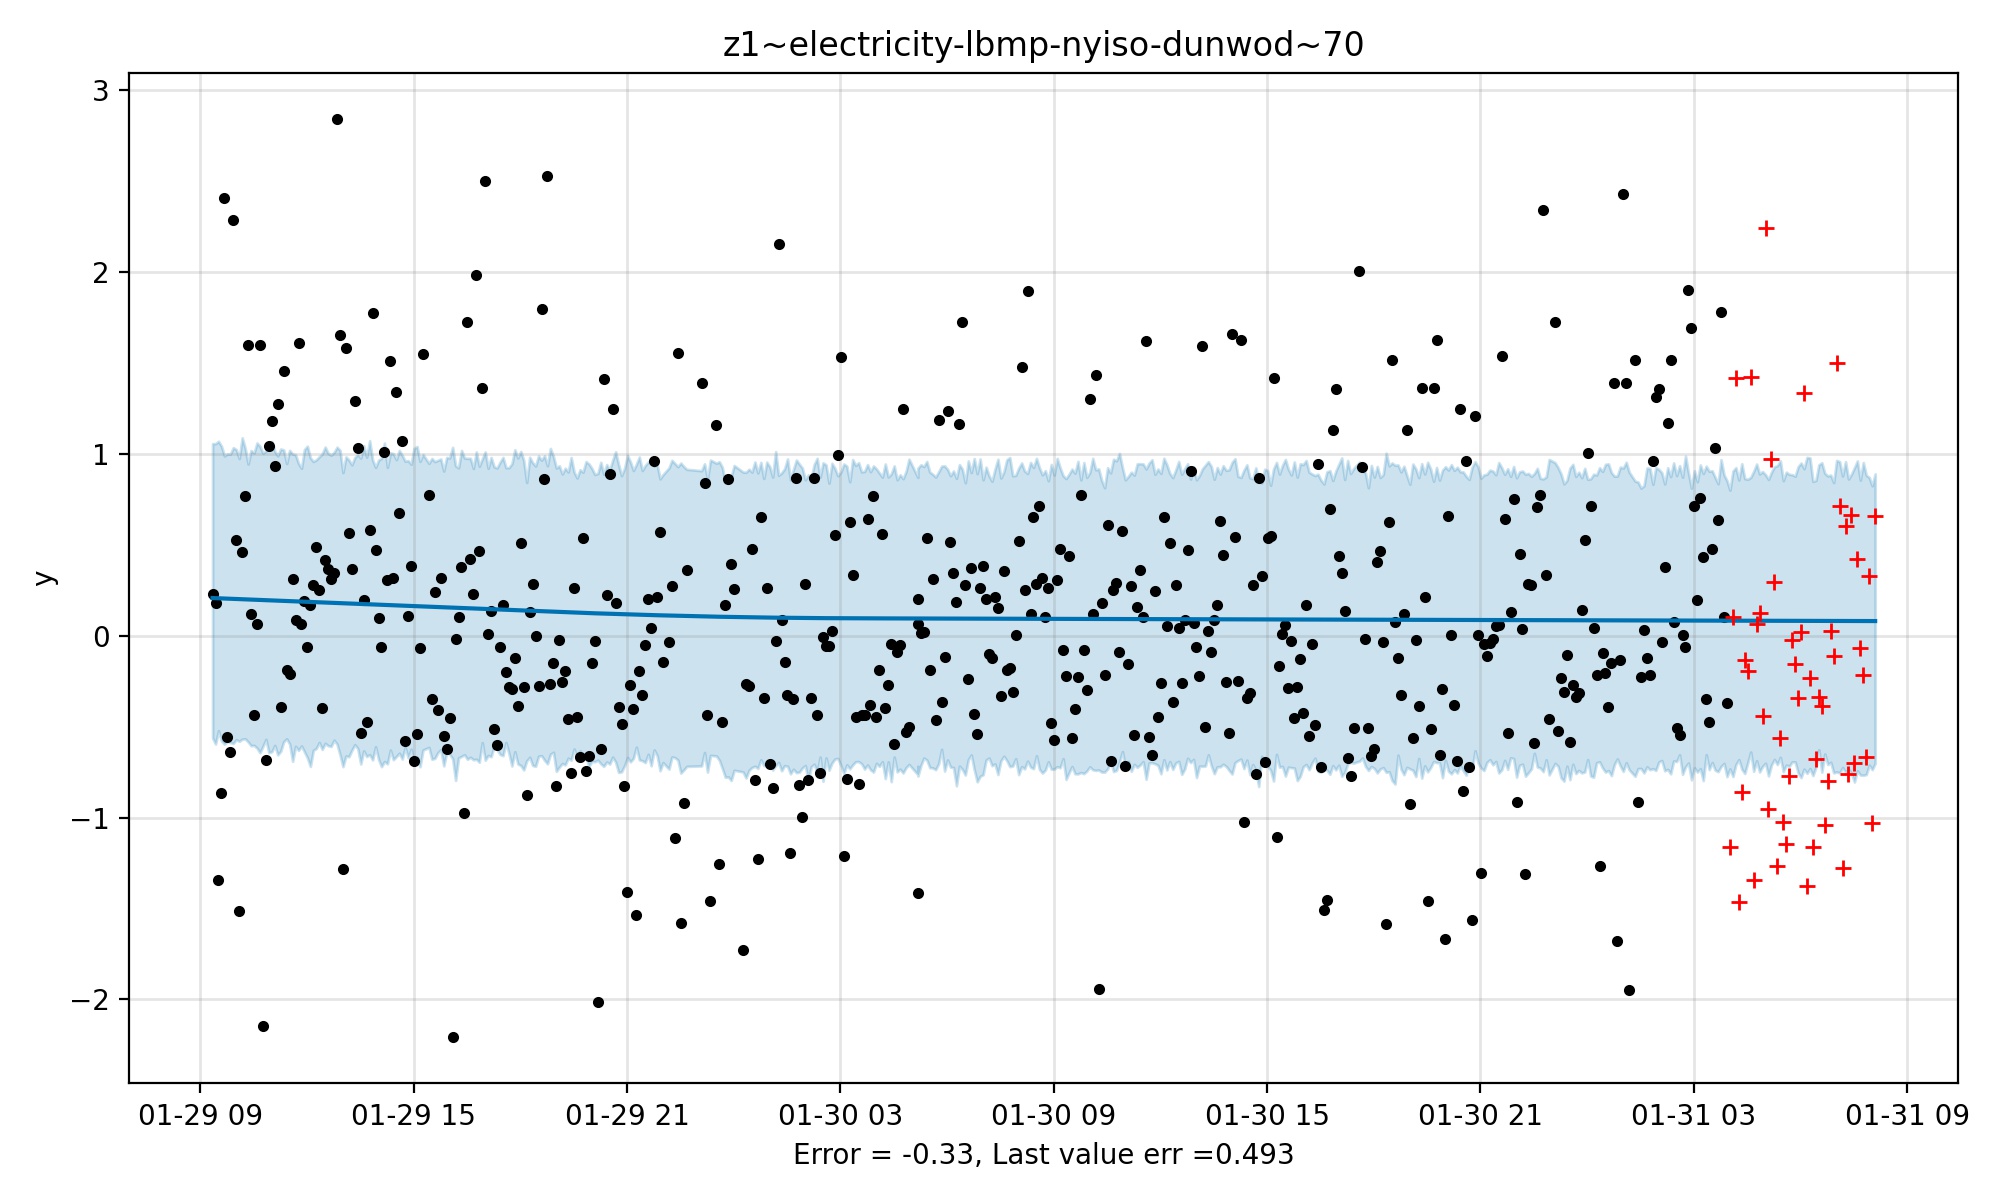 z1~electricity-lbmp-nyiso-dunwod~70
3
2
1
0
−1
−2
y
01-29 09 01-29 15 01-29 21 01-30 03 01-30 09 01-30 15 01-30 21 01-31 03 01-31 09
Error = -0.33, Last value err =0.493